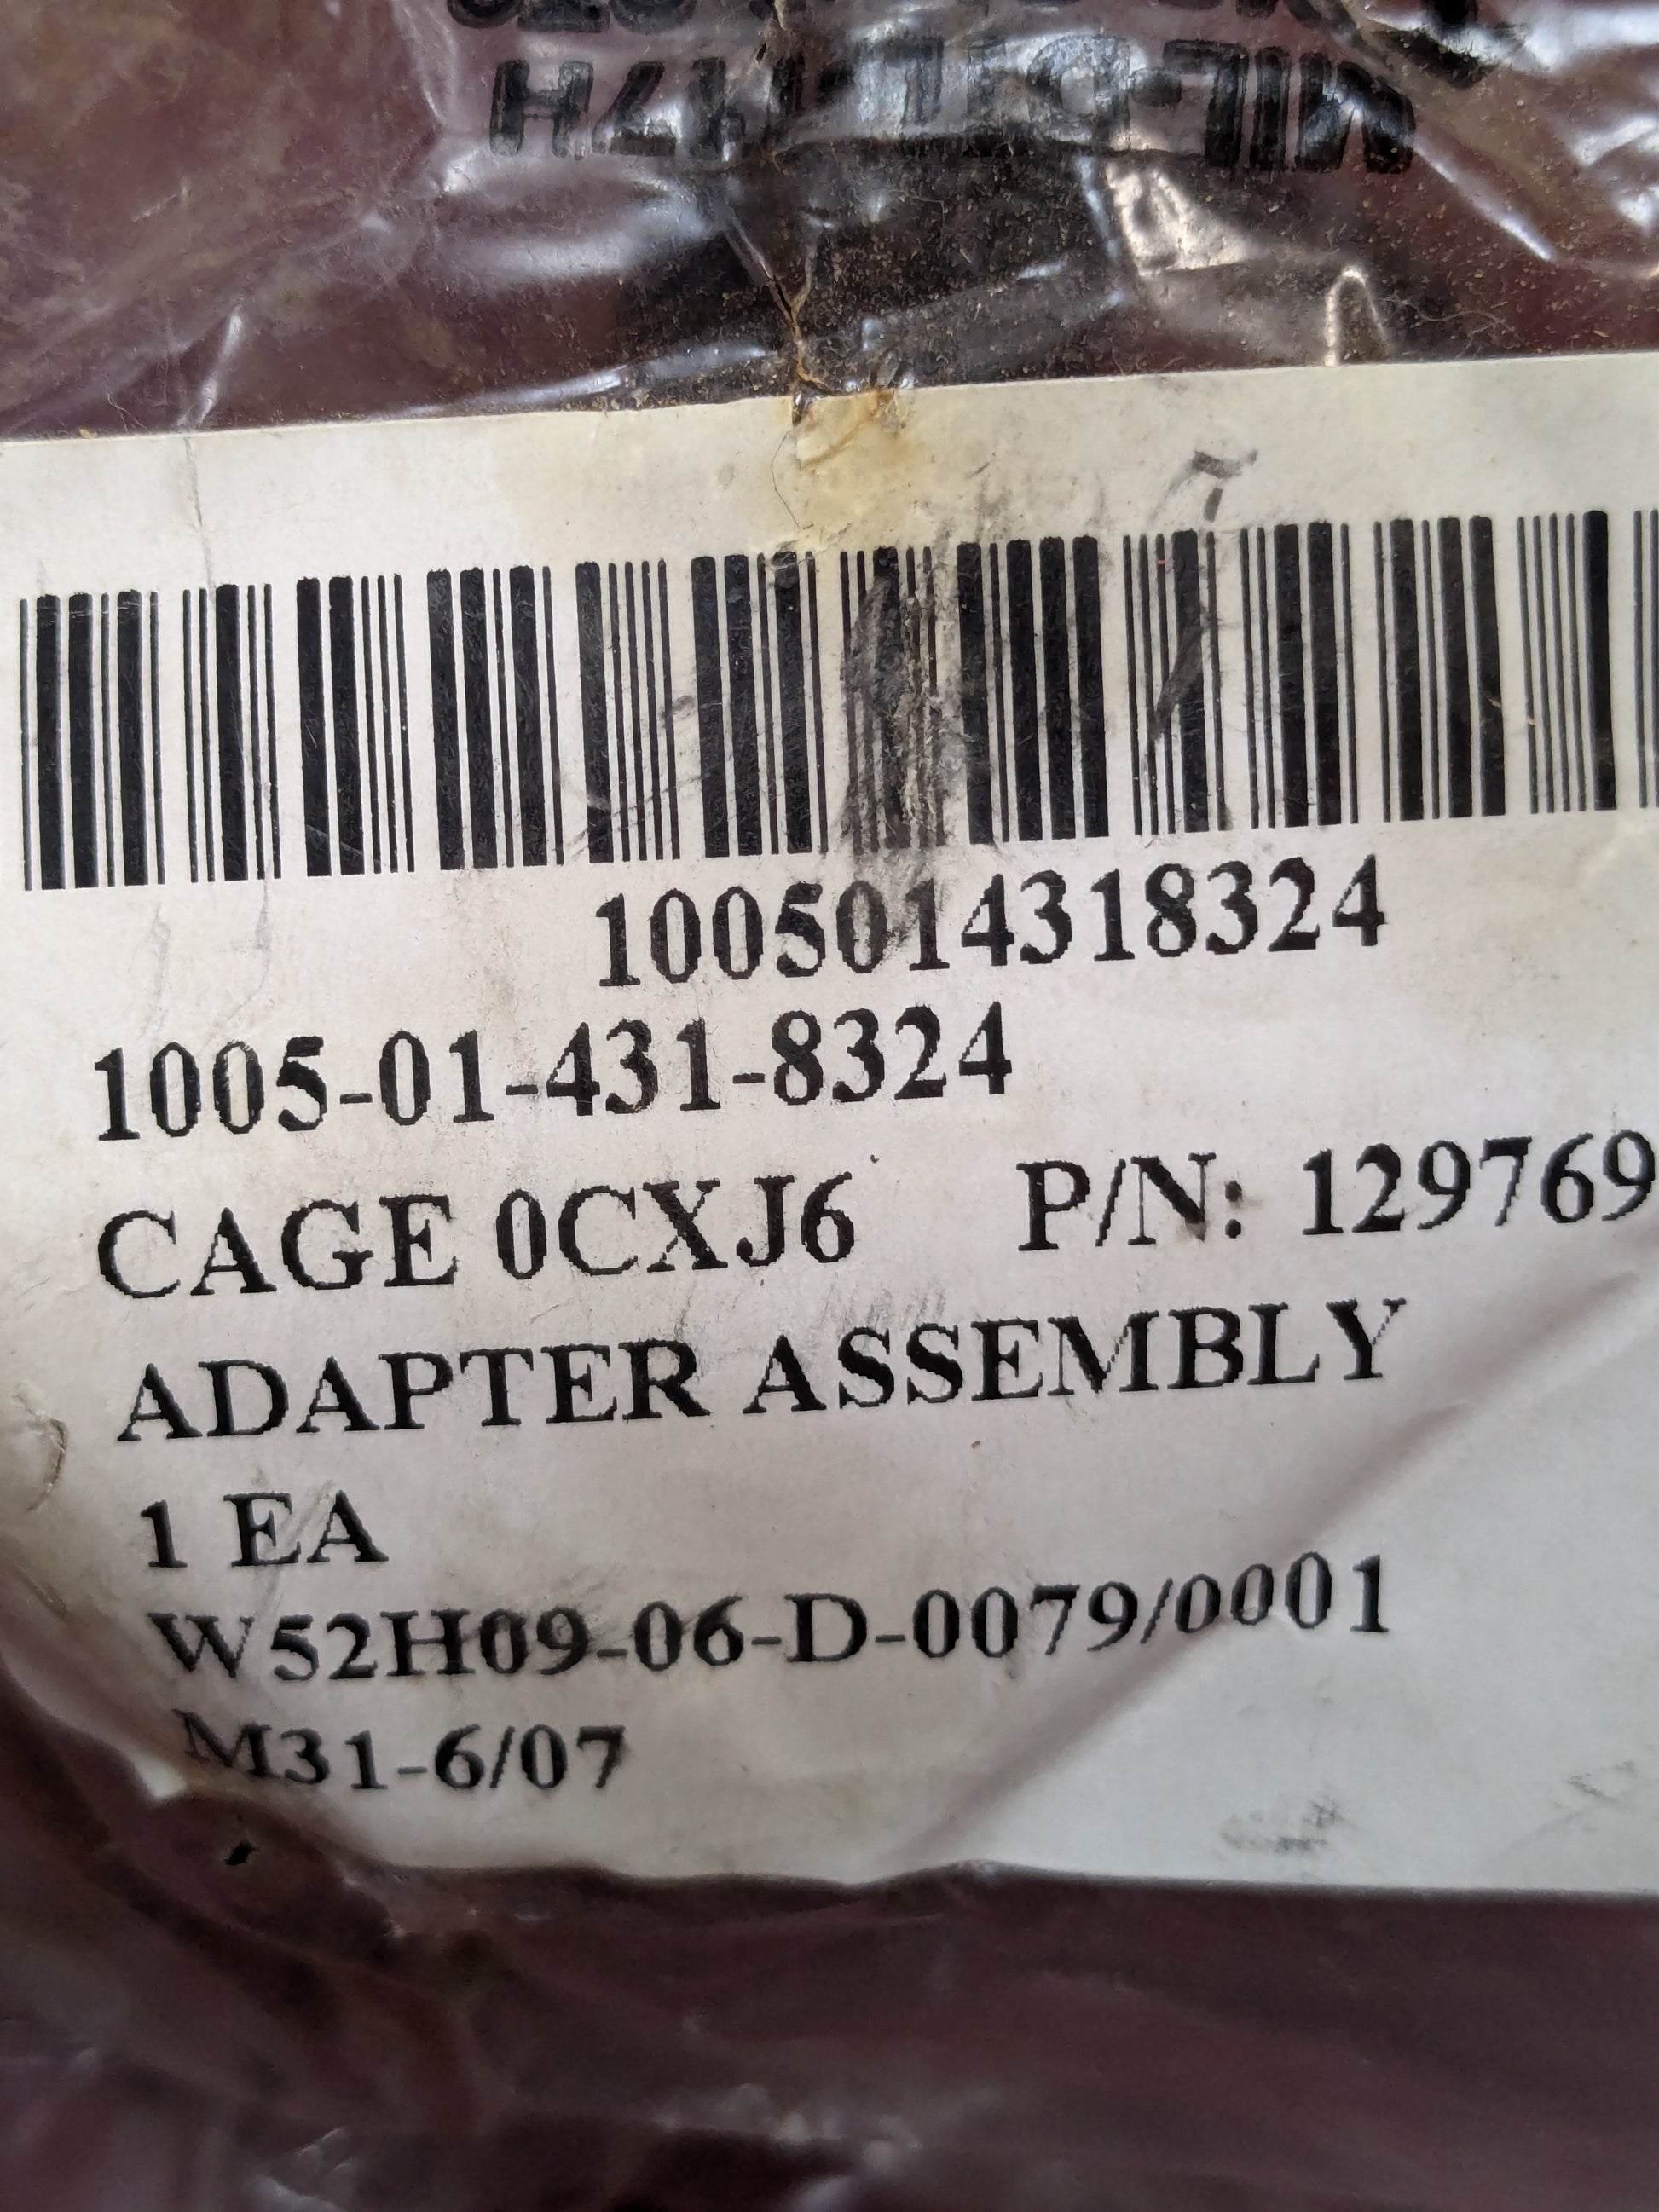 1005014318324
1005-01-431-8324
CAGE 0CXJ6 P/N: 129769
ADAPTER ASSEMBLY
1 EA
W52H09-06-D-0079/0001
M31-6/07